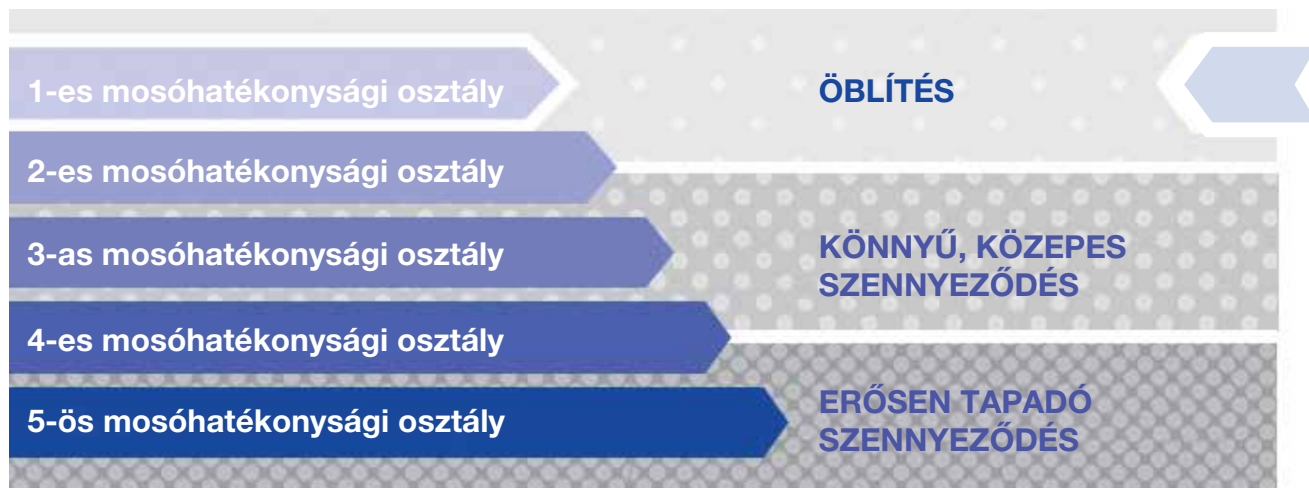 1-es mosóhatékonysági osztály
ÖBLÍTÉS
2-es mosóhatékonysági osztály
3-as mosóhatékonysági osztály
KÖNNYŰ, KÖZEPES
SZENNYEZŐDÉS
4-es mosóhatékonysági osztály
5-ös mosóhatékonysági osztály
ERŐSEN TAPADÓ
SZENNYEZŐDÉS